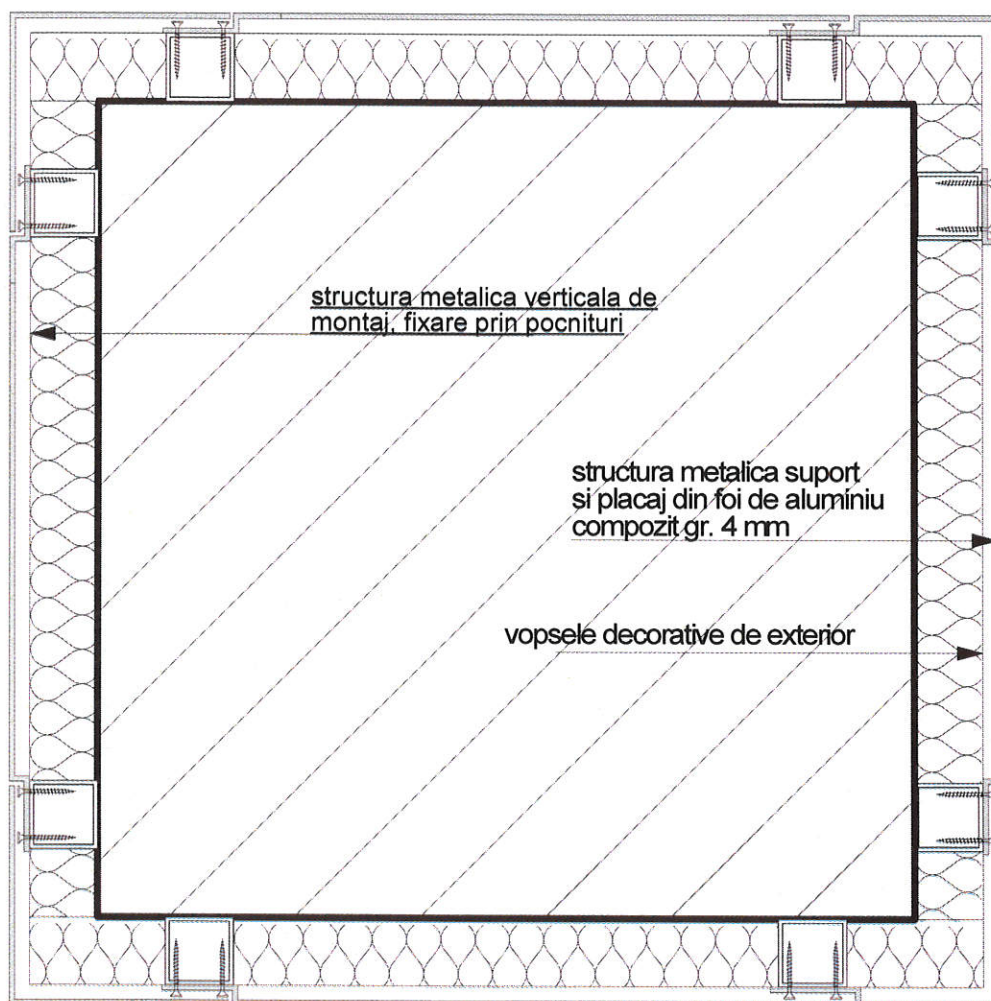 structura metalica verticala de
montaj, fixare prin pocnituri
structura metalica suport
si placaj din foi de aluminiu
compozit gr. 4 mm
vopsele decorative de exterior